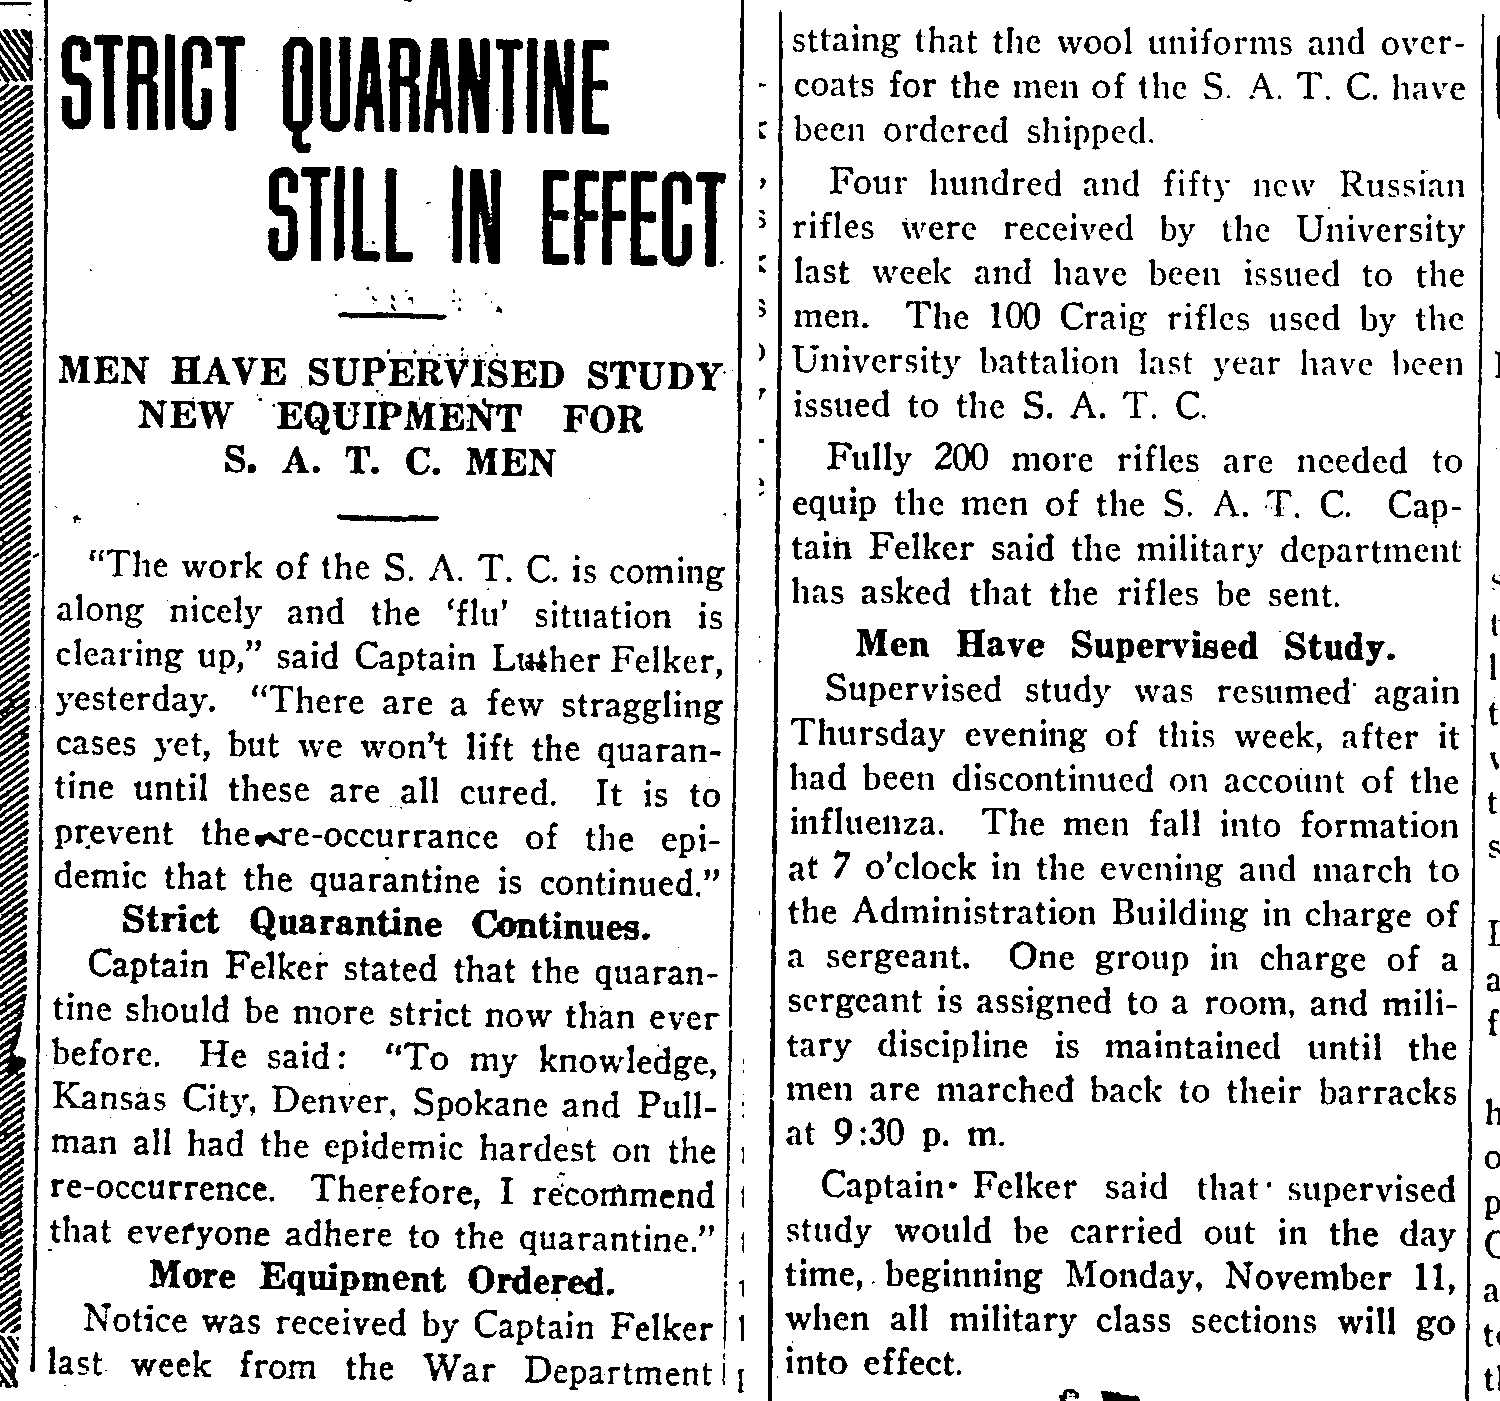 STRICT QUARANTINE
STILL IN EFFECT
MEN HAVE SUPERVISED STUDY
NEW EQUIPMENT FOR
S. A. T. C. MEN
“The work of the S. A. T. C. is coming
along nicely and the ‘flu’ situation is
clearing up,” said Captain Luther Felker,
yesterday. “There are a few straggling
cases yet, but we won’t lift the quaran-
tine until these are all cured. It is to
prevent the re-occurrance of the epi-
demic that the quarantine is continued.”
Strict Quarantine Continues.
Captain Felker stated that the quaran-
tine should be more strict now than ever
before. He said: “To my knowledge,
Kansas City, Denver, Spokane and Pull-
man all had the epidemic hardest on the
re-occurrence. Therefore, I recommend
that everyone adhere to the quarantine.”
More Equipment Ordered.
Notice was received by Captain Felker
last week from the War Department
sttaing that the wool uniforms and over-
coats for the men of the S. A. T. C. have
been ordered shipped.
Four hundred and fifty new Russian
rifles were received by the University
last week and have been issued to the
men. The 100 Craig rifles used by the
University battalion last year have been
issued to the S. A. T. C.
Fully 200 more rifles are needed to
equip the men of the S. A. T. C. Cap-
tain Felker said the military department
has asked that the rifles be sent.
Men Have Supervised Study.
Supervised study was resumed again
Thursday evening of this week, after it
had been discontinued on account of the
influenza. The men fall into formation
at 7 o’clock in the evening and march to
the Administration Building in charge of
a sergeant. One group in charge of a
sergeant is assigned to a room, and mili-
tary discipline is maintained until the
men are marched back to their barracks
at 9:30 p. m.
Captain Felker said that supervised
study would be carried out in the day
time, beginning Monday, November 11,
when all military class sections will go
into effect.